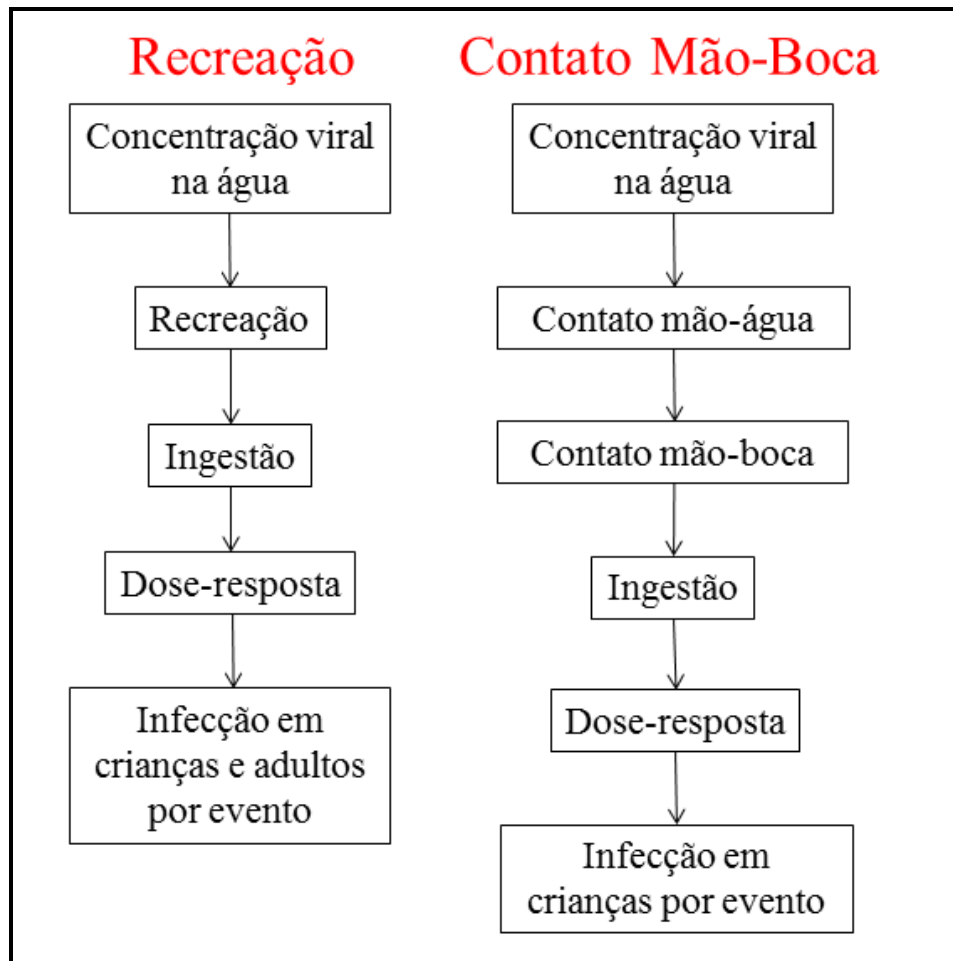 Recreação
Concentração viral
na água
Recreação
Ingestão
Dose-resposta
Infecção em
crianças e adultos
por evento
Contato Mão-Boca
Concentração viral
na água
Contato mão-água
Contato mão-boca
Ingestão
Dose-resposta
Infecção em
crianças por evento